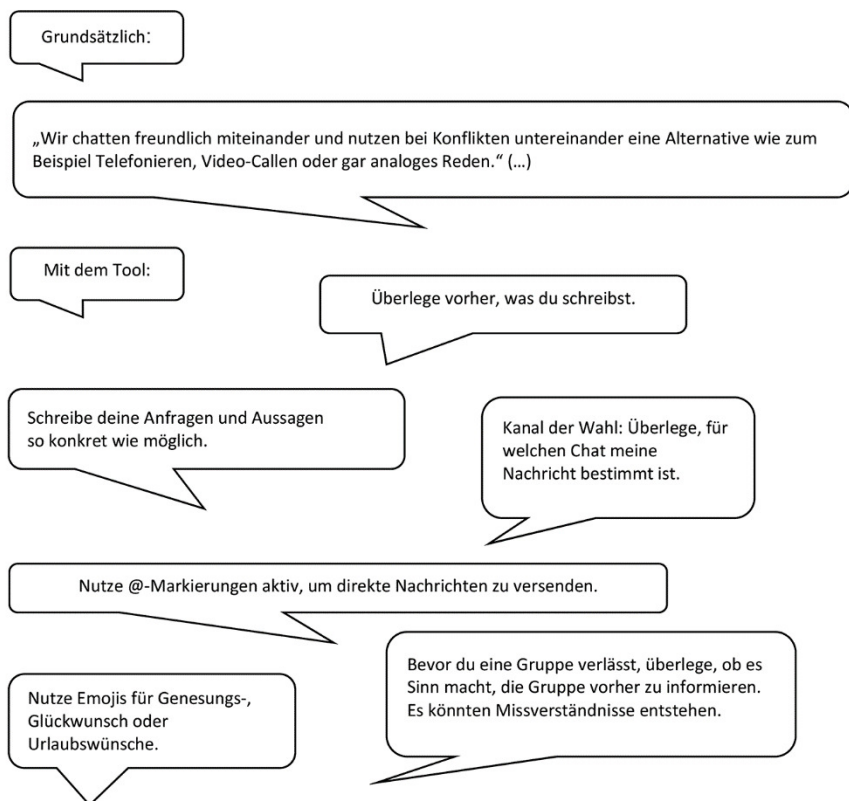 Grundsätzlich:
„Wir chatten freundlich miteinander und nutzen bei Konflikten untereinander eine Alternative wie zum
Beispiel Telefonieren, Video-Callen oder gar analoges Reden.“ (...)
Mit dem Tool:
Überlege vorher, was du schreibst.
Schreibe deine Anfragen und Aussagen
so konkret wie möglich.
Kanal der Wahl: Überlege, für
welchen Chat meine
Nachricht bestimmt ist.
Nutze @-Markierungen aktiv, um direkte Nachrichten zu versenden.
Bevor du eine Gruppe verlässt, überlege, ob es
Sinn macht, die Gruppe vorher zu informieren.
Es könnten Missverständnisse entstehen.
Nutze Emojis für Genesungs-,
Glückwunsch oder
Urlaubswünsche.